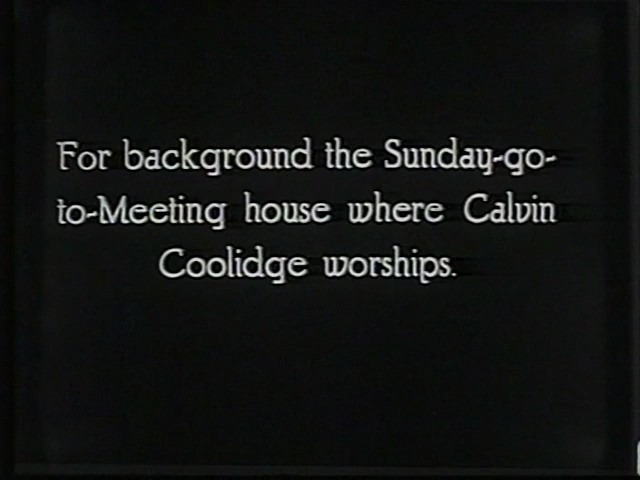 For background the Sunday-go-
to-Meeting house where Calvin
Coolidge worships.